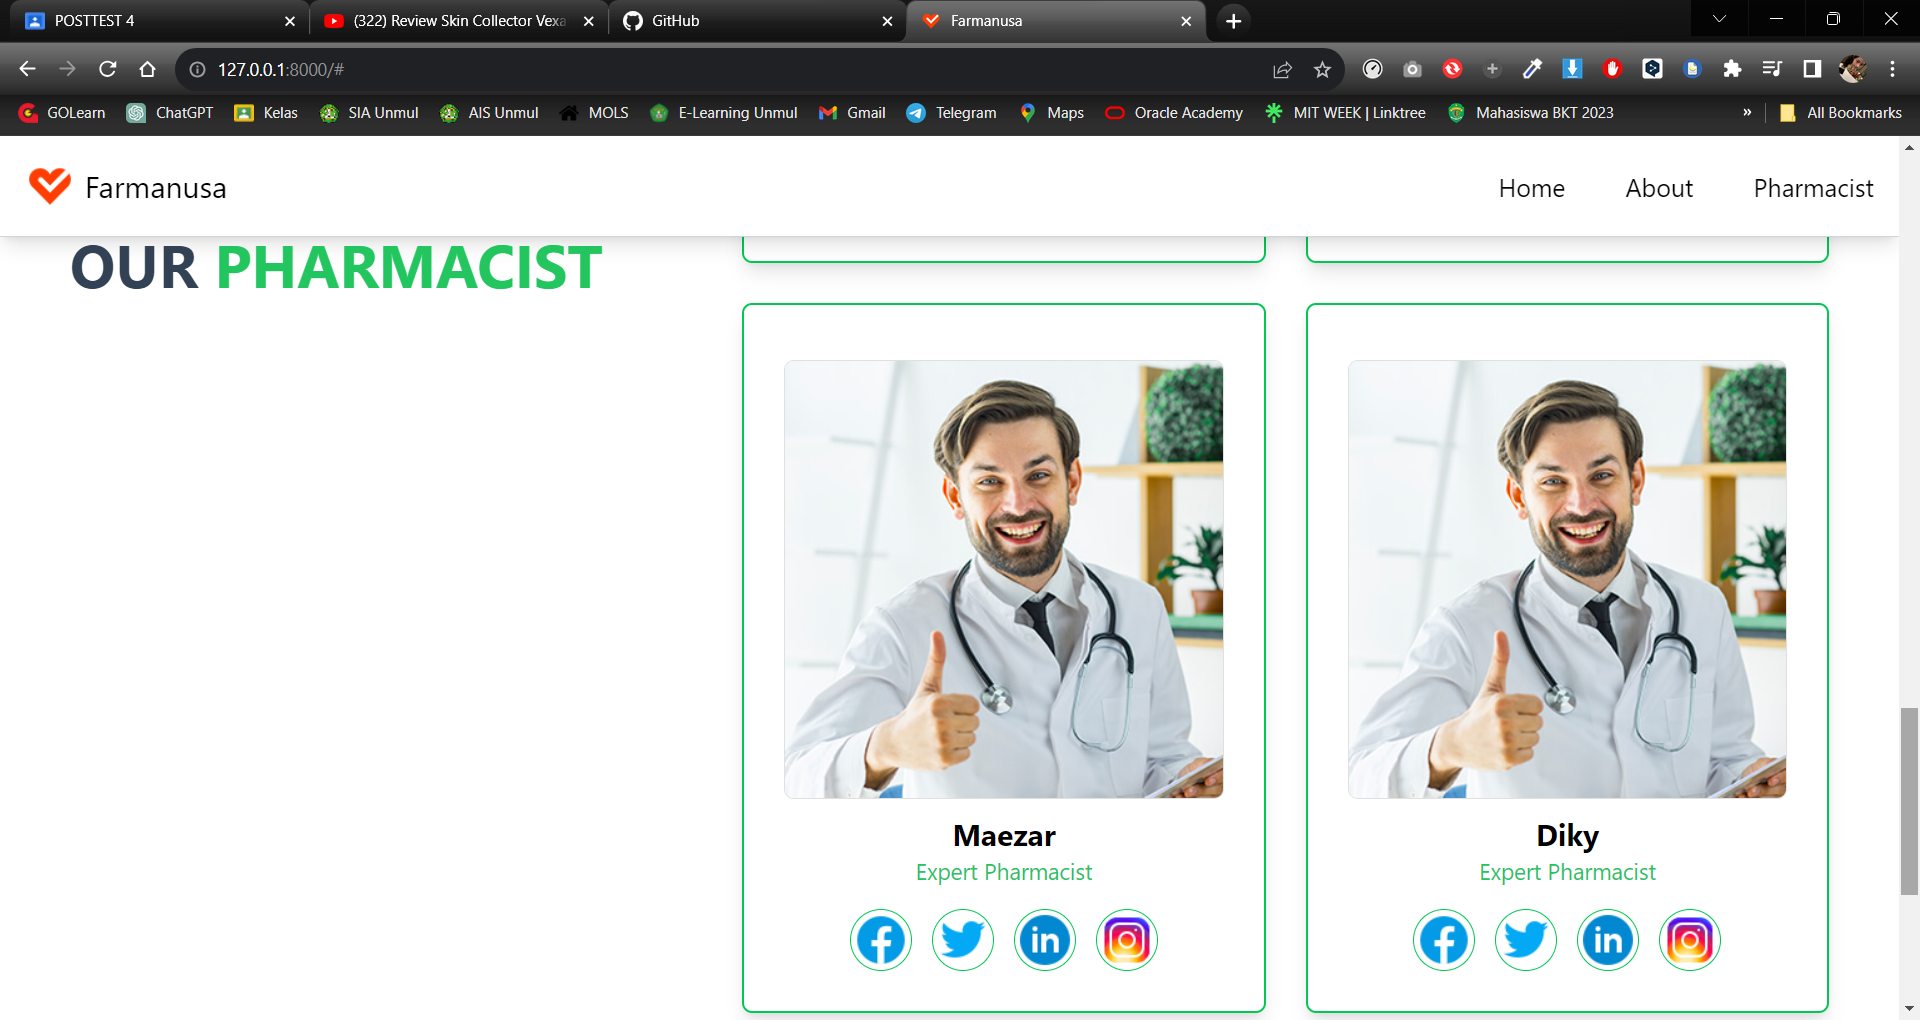 POSTTEST 4
(322) Review Skin Collector Vexa
GitHub
Farmanusa
127.0.0.1:8000/#
GOLearn
ChatGPT
Kelas
SIA Unmul
AIS Unmul
MOLS
E-Learning Unmul
Gmail
Telegram
Maps
Oracle Academy
MIT WEEK | Linktree
Mahasiswa BKT 2023
»
All Bookmarks
Farmanusa
Home
About
Pharmacist
OUR PHARMACIST
Maezar
Expert Pharmacist
Diky
Expert Pharmacist